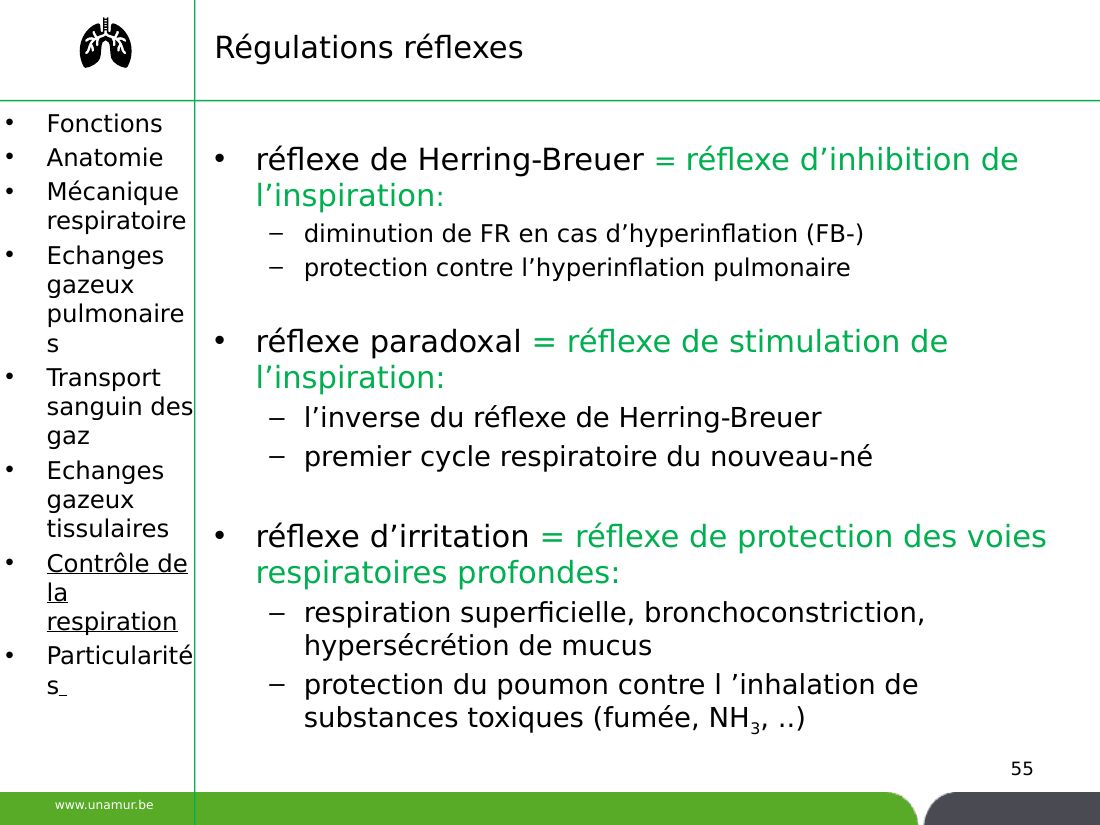 Régulations réflexes
• Fonctions
• Anatomie
• Mécanique
respiratoire
• Echanges
gazeux
pulmonaire
s
• Transport
sanguin des
gaz
• Echanges
gazeux
tissulaires
• Contrôle de
la
respiration
• Particularité
s
• réflexe de Herring-Breuer = réflexe d’inhibition de
l’inspiration:
– diminution de FR en cas d’hyperinflation (FB-)
– protection contre l’hyperinflation pulmonaire
• réflexe paradoxal = réflexe de stimulation de
l’inspiration:
– l’inverse du réflexe de Herring-Breuer
– premier cycle respiratoire du nouveau-né
• réflexe d’irritation = réflexe de protection des voies
respiratoires profondes:
– respiration superficielle, bronchoconstriction,
hypersécrétion de mucus
– protection du poumon contre l ’inhalation de
substances toxiques (fumée, NH₃, ..)
55
www.unamur.be